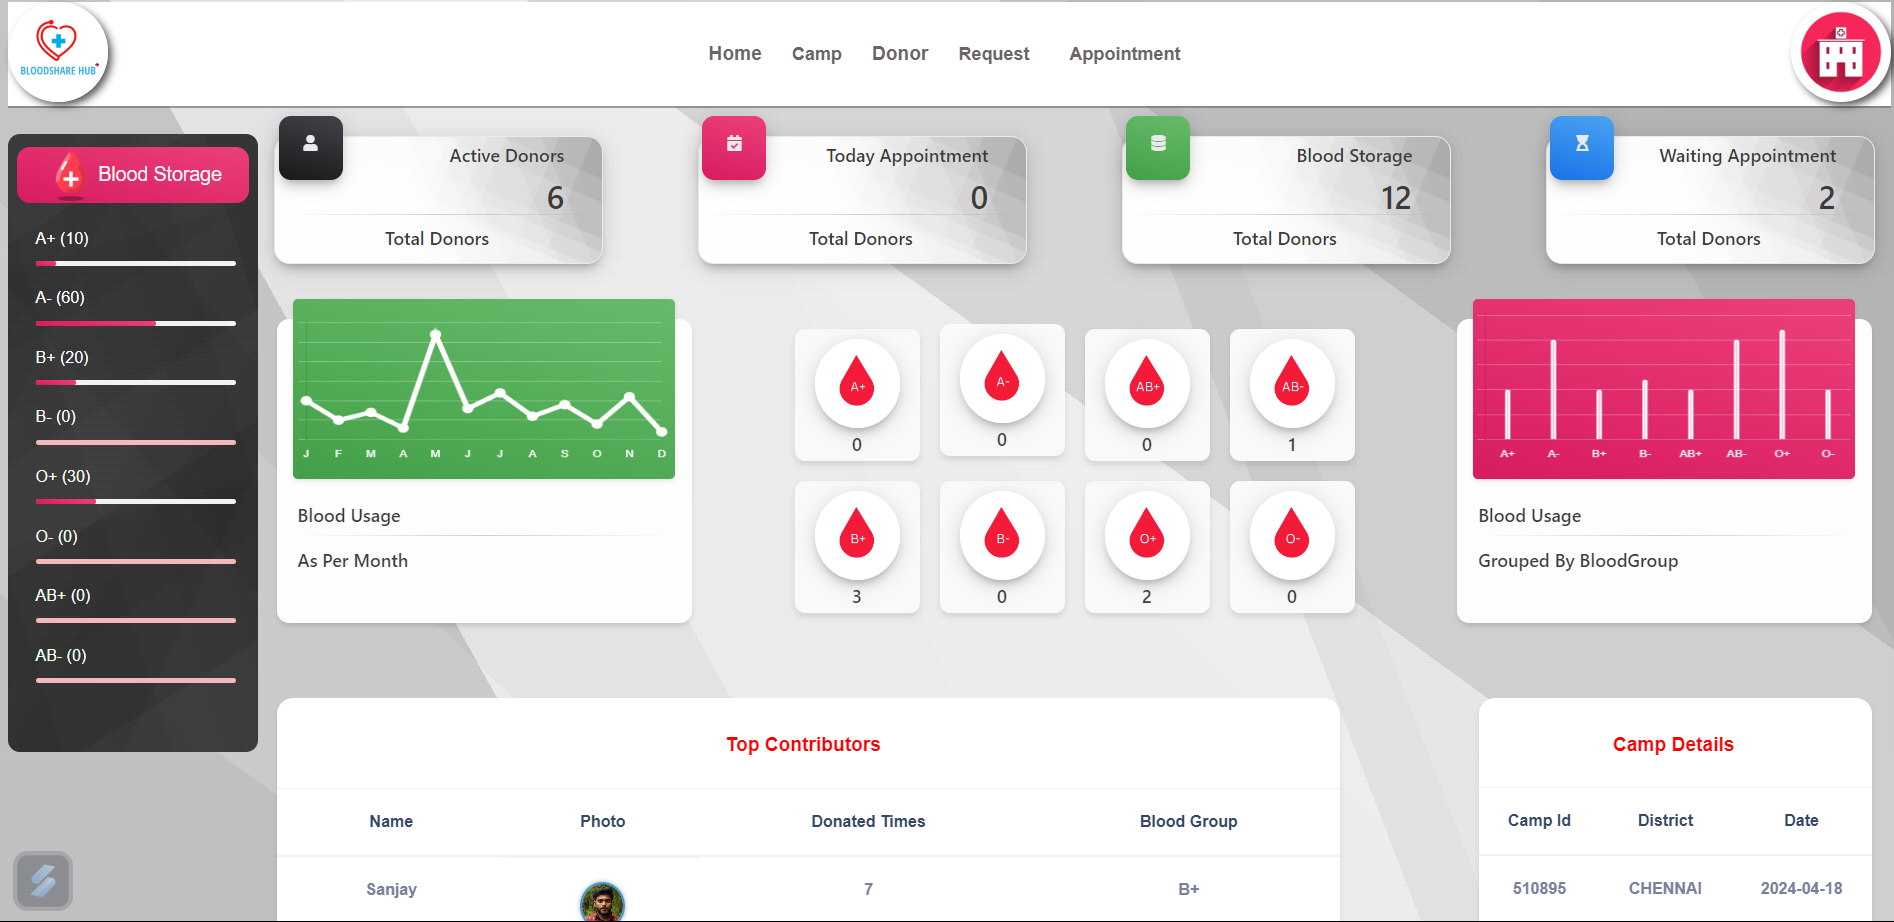 BLOODSHARE HUB
Home Camp Donor Request Appointment
Blood Storage
A+ (10)
A- (60)
B+ (20)
B- (0)
O+ (30)
O- (0)
AB+ (0)
AB- (0)
Active Donors
6
Total Donors
Today Appointment
0
Total Donors
Blood Storage
12
Total Donors
Waiting Appointment
2
Total Donors
J F M A M J J A S O N D
Blood Usage
As Per Month
A+ A- AB+ AB-
0 0 0 1
B+ B- O+ O-
3 0 2 0
A+ A- B+ B- AB+ AB- O+ O-
Blood Usage
Grouped By BloodGroup
Top Contributors
Name Photo Donated Times Blood Group
Sanjay 7 B+
Camp Details
Camp Id District Date
510895 CHENNAI 2024-04-18